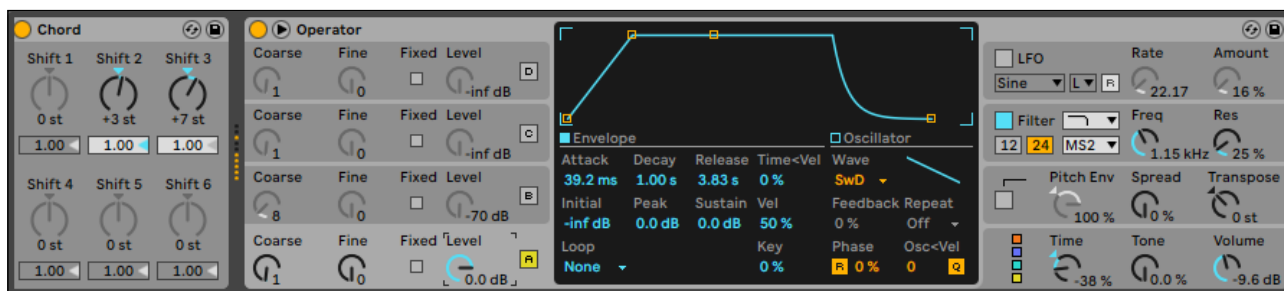 Chord
Shift 1 Shift 2 Shift 3
0 st +3 st +7 st
1.00 1.00 1.00
Shift 4 Shift 5 Shift 6
0 st 0 st 0 st
1.00 1.00 1.00
Operator
Coarse Fine Fixed Level
1 0 -inf dB D
Coarse Fine Fixed Level
1 0 -inf dB C
Coarse Fine Fixed Level
8 0 -70 dB B
Coarse Fine Fixed Level
1 0 0.0 dB A
Envelope Oscillator
Attack Decay Release Time<Vel Wave
39.2 ms 1.00 s 3.83 s 0 % SwD
Initial Peak Sustain Vel Feedback Repeat
-inf dB 0.0 dB 0.0 dB 50 % 0 % Off
Loop Key Phase Osc<Vel
None 0 % R 0 % 0 Q
LFO Rate Amount
Sine L R 22.17 16 %
Filter Freq Res
12 24 MS2 1.15 kHz 25 %
Pitch Env Spread Transpose
100 % 0 % 0 st
Time Tone Volume
-38 % 0.0 % -9.6 dB